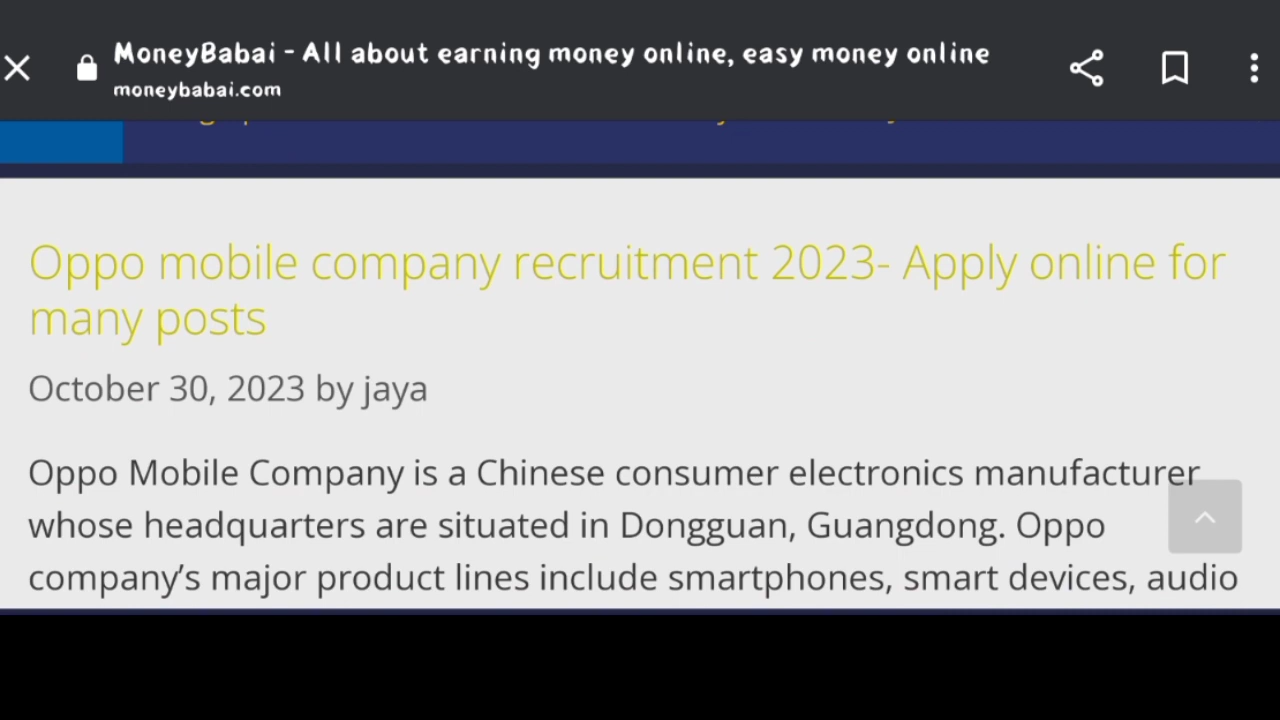 MoneyBabai - All about earning money online, easy money online
moneybabai.com
Oppo mobile company recruitment 2023- Apply online for
many posts
October 30, 2023 by jaya
Oppo Mobile Company is a Chinese consumer electronics manufacturer
whose headquarters are situated in Dongguan, Guangdong. Oppo
company’s major product lines include smartphones, smart devices, audio